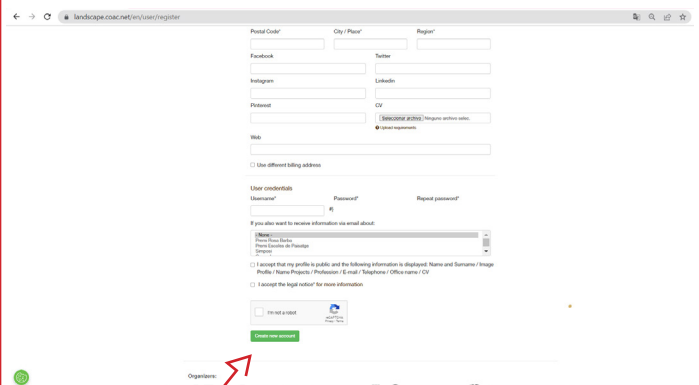 landscape.coac.net/en/user/register
Postal Code* City / Place* Region*
Facebook Twitter
Instagram Linkedin
Pinterest CV
Seleccionar archivo Ninguno archivo selec.
Upload requirements
Web
Use different billing address
User credentials
Username* Password* Repeat password*
If you also want to receive information via email about:
- None -
Premi Rosa Barba
Premi Escoles de Paisatge
Simposi
I accept that my profile is public and the following information is displayed: Name and Surname / Image
Profile / Name Projects / Profession / E-mail / Telephone / Office name / CV
I accept the legal notice* for more information
I'm not a robot
reCAPTCHA
Privacy - Terms
Create new account
Organizers: